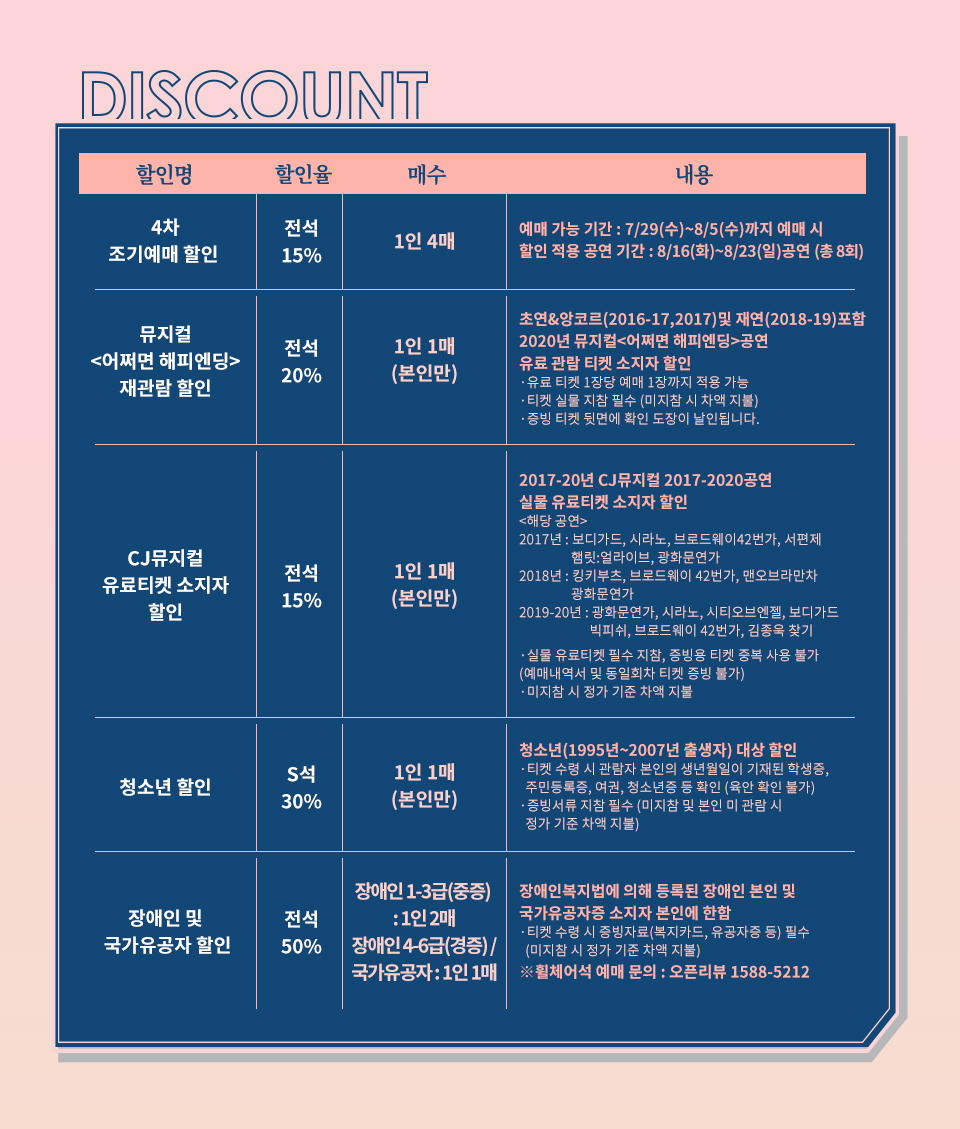 DISCOUNT
할인명 할인율 매수 내용
4차
조기예매 할인
전석
15%
1인 4매
예매 가능 기간 : 7/29(수)~8/5(수)까지 예매 시
할인 적용 공연 기간 : 8/16(화)~8/23(일)공연 (총 8회)
뮤지컬
<어쩌면 해피엔딩>
재관람 할인
전석
20%
1인 1매
(본인만)
초연&앙코르(2016-17,2017)및 재연(2018-19)포함
2020년 뮤지컬<어쩌면 해피엔딩>공연
유료 관람 티켓 소지자 할인
·유료 티켓 1장당 예매 1장까지 적용 가능
·티켓 실물 지참 필수 (미지참 시 차액 지불)
·증빙 티켓 뒷면에 확인 도장이 날인됩니다.
CJ뮤지컬
유료티켓 소지자
할인
전석
15%
1인 1매
(본인만)
2017-20년 CJ뮤지컬 2017-2020공연
실물 유료티켓 소지자 할인
<해당 공연>
2017년 : 보디가드, 시라노, 브로드웨이42번가, 서편제
햄릿:얼라이브, 광화문연가
2018년 : 킹키부츠, 브로드웨이 42번가, 맨오브라만차
광화문연가
2019-20년 : 광화문연가, 시라노, 시티오브엔젤, 보디가드
빅피쉬, 브로드웨이 42번가, 김종욱 찾기
·실물 유료티켓 필수 지참, 증빙용 티켓 중복 사용 불가
(예매내역서 및 동일회차 티켓 증빙 불가)
·미지참 시 정가 기준 차액 지불
청소년 할인
S석
30%
1인 1매
(본인만)
청소년(1995년~2007년 출생자) 대상 할인
·티켓 수령 시 관람자 본인의 생년월일이 기재된 학생증,
주민등록증, 여권, 청소년증 등 확인 (육안 확인 불가)
·증빙서류 지참 필수 (미지참 및 본인 미 관람 시
정가 기준 차액 지불)
장애인 및
국가유공자 할인
전석
50%
장애인 1-3급(중증)
: 1인 2매
장애인 4-6급(경증) /
국가유공자 : 1인 1매
장애인복지법에 의해 등록된 장애인 본인 및
국가유공자증 소지자 본인에 한함
·티켓 수령 시 증빙자료(복지카드, 유공자증 등) 필수
(미지참 시 정가 기준 차액 지불)
※휠체어석 예매 문의 : 오픈리뷰 1588-5212